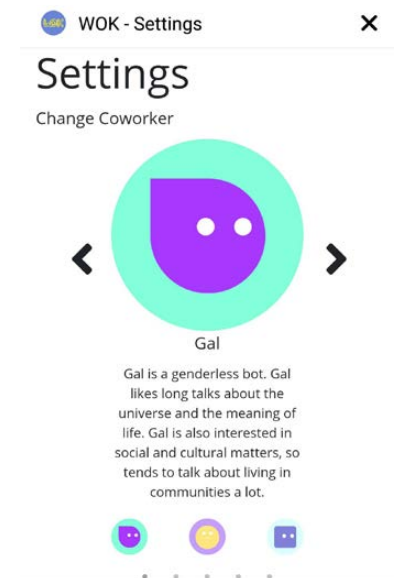 WOK - Settings
Settings
Change Coworker
Gal
Gal is a genderless bot. Gal
likes long talks about the
universe and the meaning of
life. Gal is also interested in
social and cultural matters, so
tends to talk about living in
communities a lot.